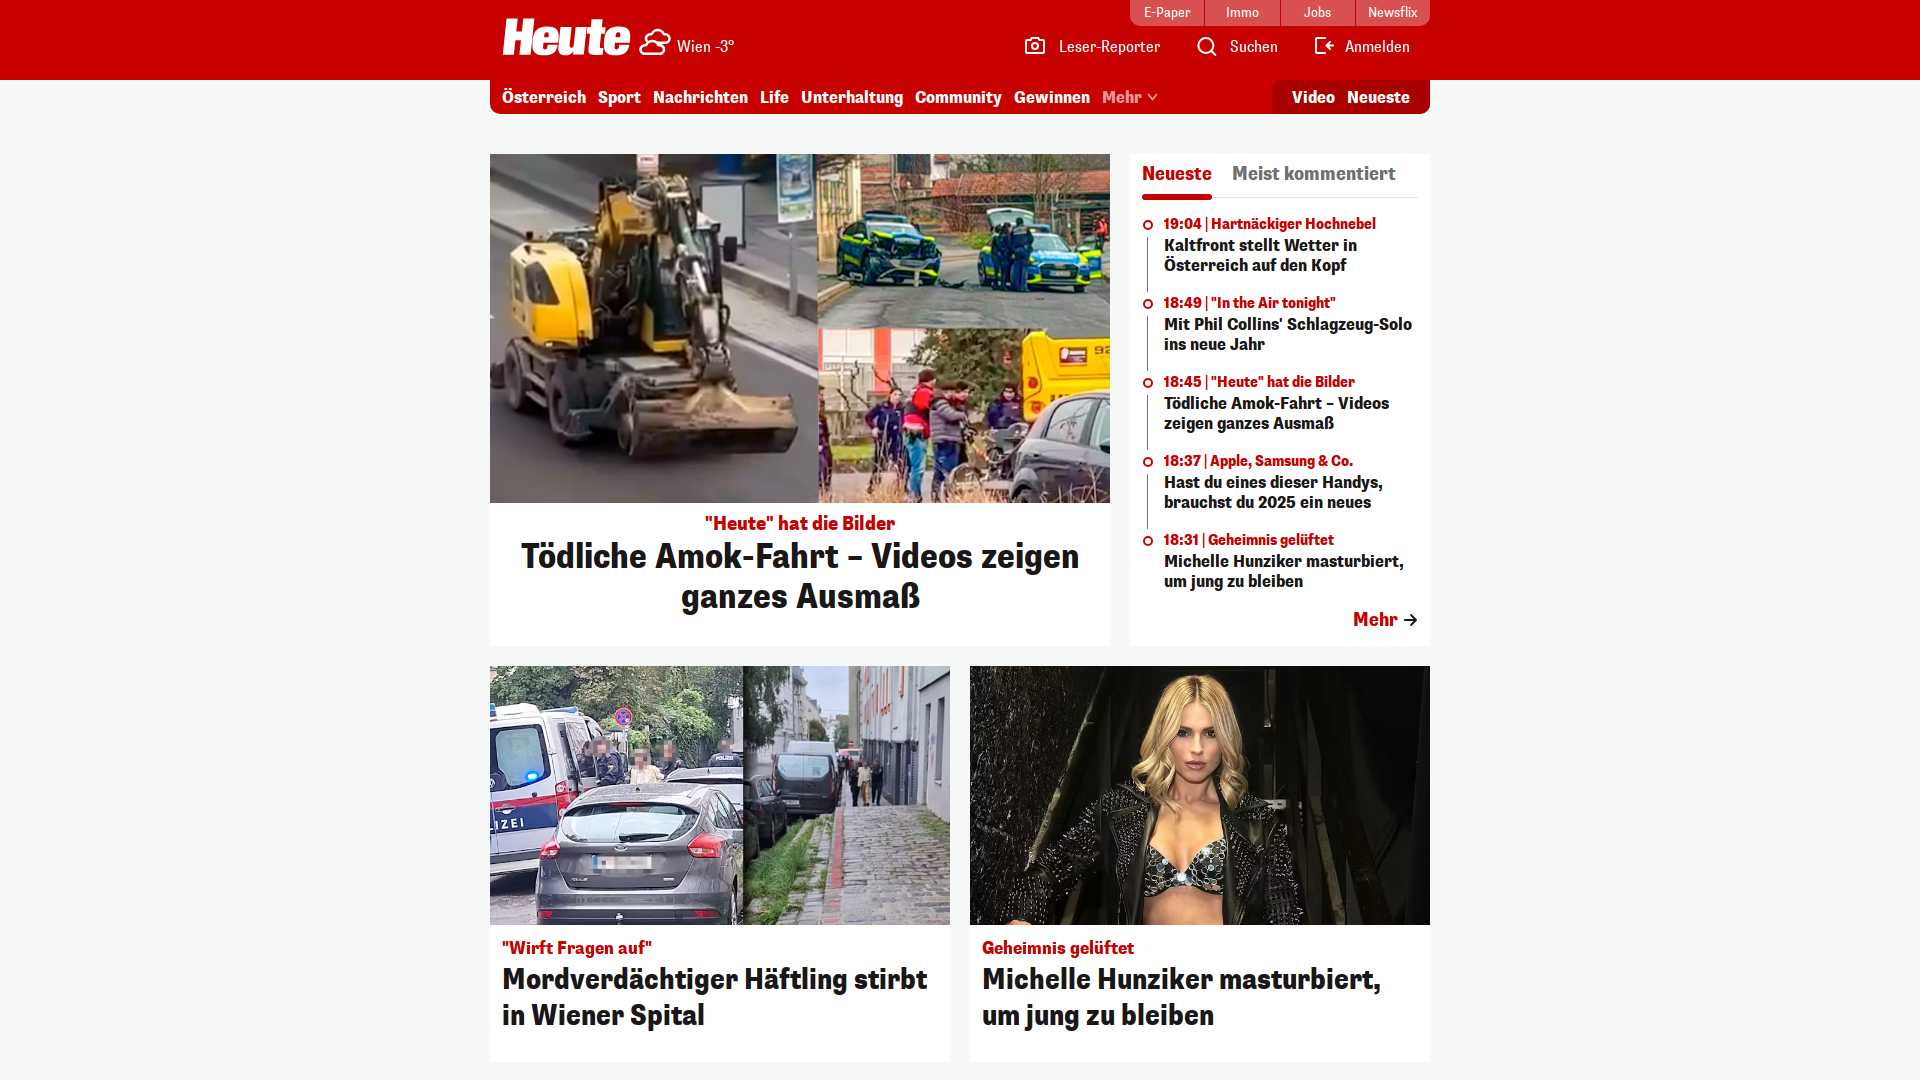 E-Paper
Immo
Jobs
Newsflix
Heute
Wien -3°
Leser-Reporter
Suchen
Anmelden
Österreich
Sport
Nachrichten
Life
Unterhaltung
Community
Gewinnen
Mehr
Video
Neueste
"Heute" hat die Bilder
Tödliche Amok-Fahrt – Videos zeigen
ganzes Ausmaß
Neueste
Meist kommentiert
19:04 | Hartnäckiger Hochnebel
Kaltfront stellt Wetter in
Österreich auf den Kopf
18:49 | "In the Air tonight"
Mit Phil Collins' Schlagzeug-Solo
ins neue Jahr
18:45 | "Heute" hat die Bilder
Tödliche Amok-Fahrt – Videos
zeigen ganzes Ausmaß
18:37 | Apple, Samsung & Co.
Hast du eines dieser Handys,
brauchst du 2025 ein neues
18:31 | Geheimnis gelüftet
Michelle Hunziker masturbiert,
um jung zu bleiben
Mehr
POLIZEI
LIZEI
"Wirft Fragen auf"
Mordverdächtiger Häftling stirbt
in Wiener Spital
Geheimnis gelüftet
Michelle Hunziker masturbiert,
um jung zu bleiben